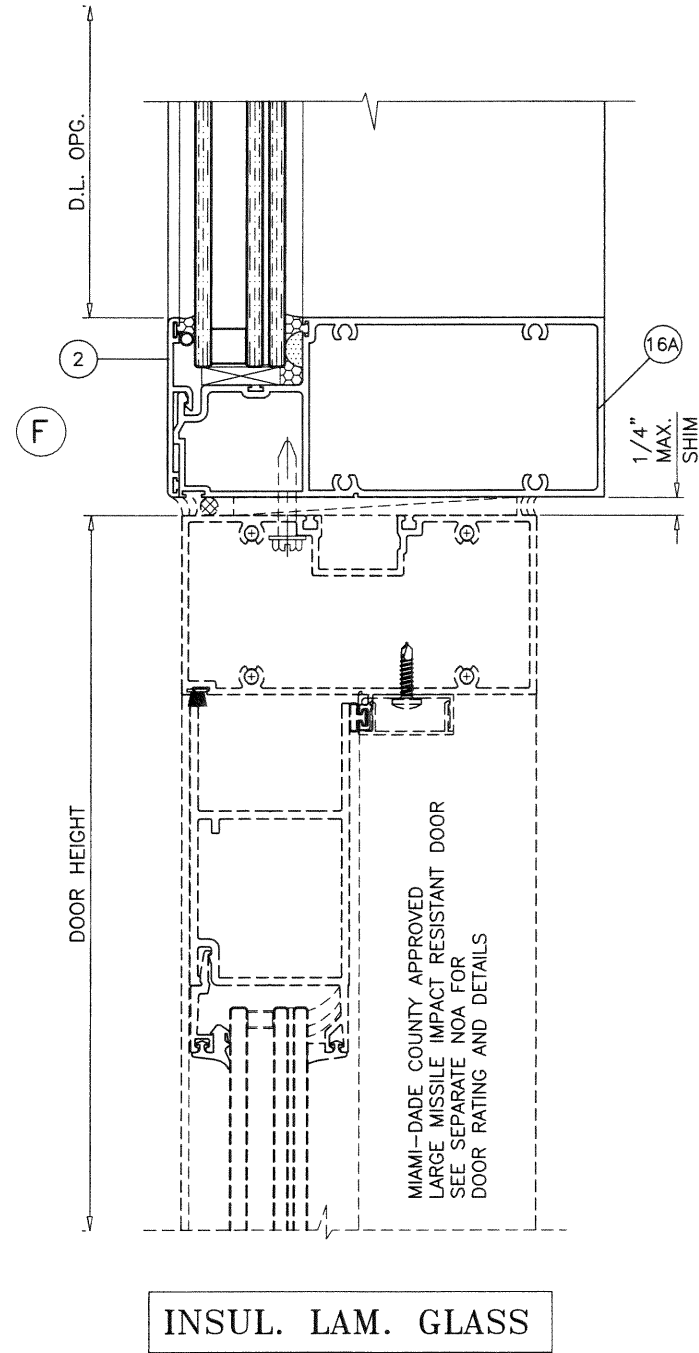 D.L. OPG.
2
16A
F
1/4"
MAX.
SHIM
DOOR HEIGHT
MIAMI-DADE COUNTY APPROVED
LARGE MISSILE IMPACT RESISTANT DOOR
SEE SEPARATE NOA FOR
DOOR RATING AND DETAILS
INSUL. LAM. GLASS